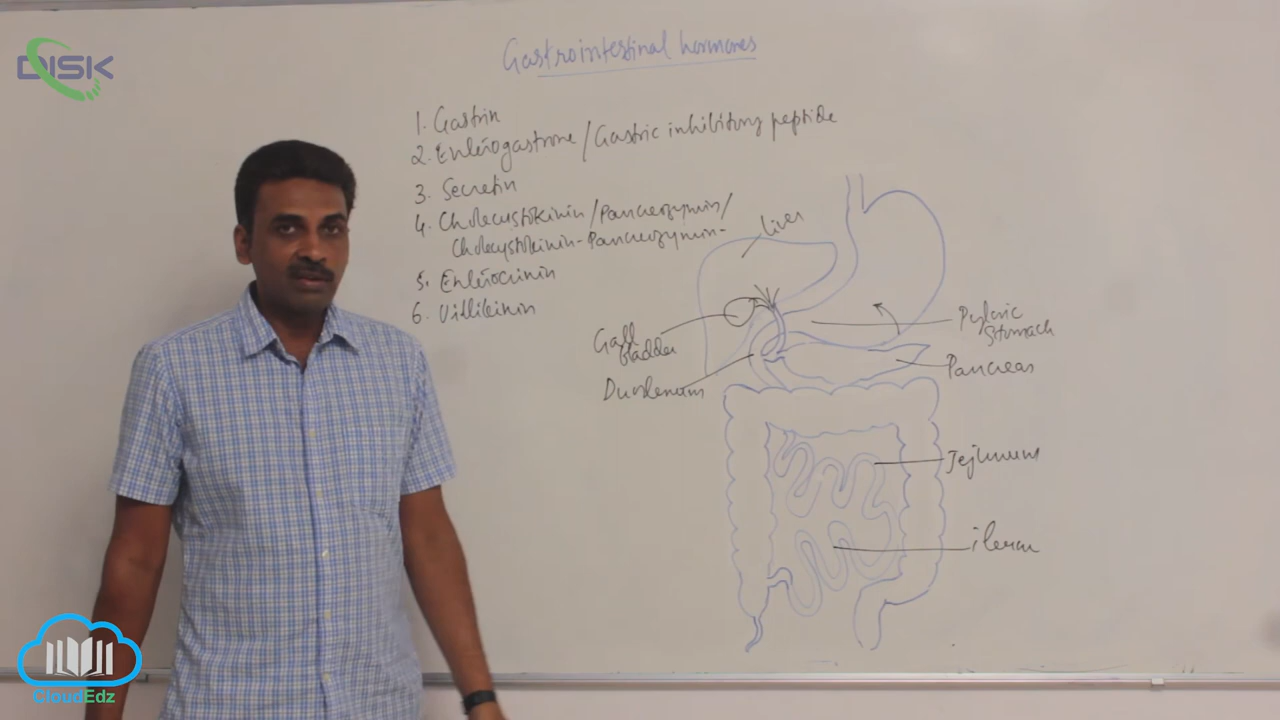 DISK
Gastrointestinal hormones
1. Gastrin
2. Enterogastrone / Gastric inhibitory peptide
3. Secretin
4. Cholecystokinin / Pancreozymin /
Cholecystokinin-Pancreozymin-
5. Enterocrinin
6. Villikinin
liver
Gall
bladder
Duodenum
Pyloric
Stomach
Pancreas
Jejunum
ileum
CloudEdz